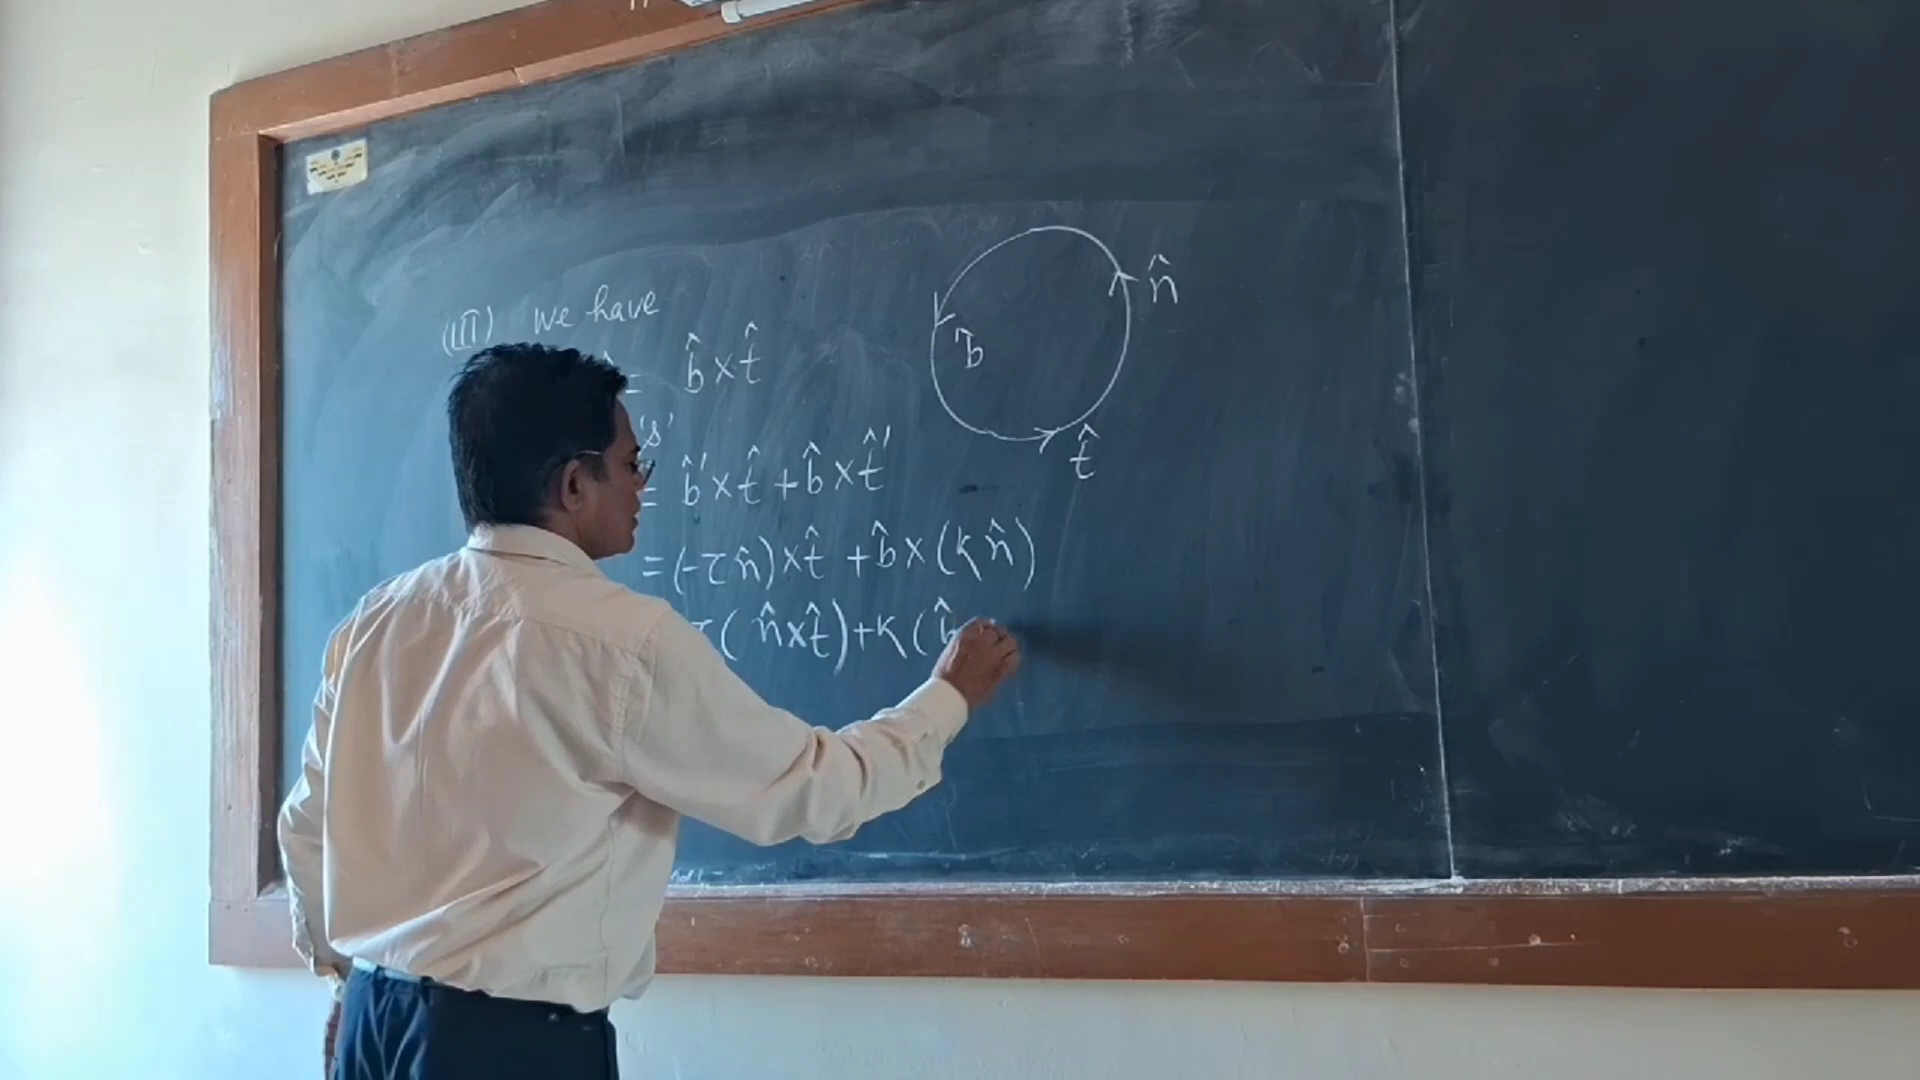 (III) We have
= b̂ × t̂
's'
= b̂' × t̂ + b̂ × t̂'
= (-τ n̂) × t̂ + b̂ × (κ n̂)
τ ( n̂ × t̂ ) + κ ( b̂
n̂
b̂
t̂